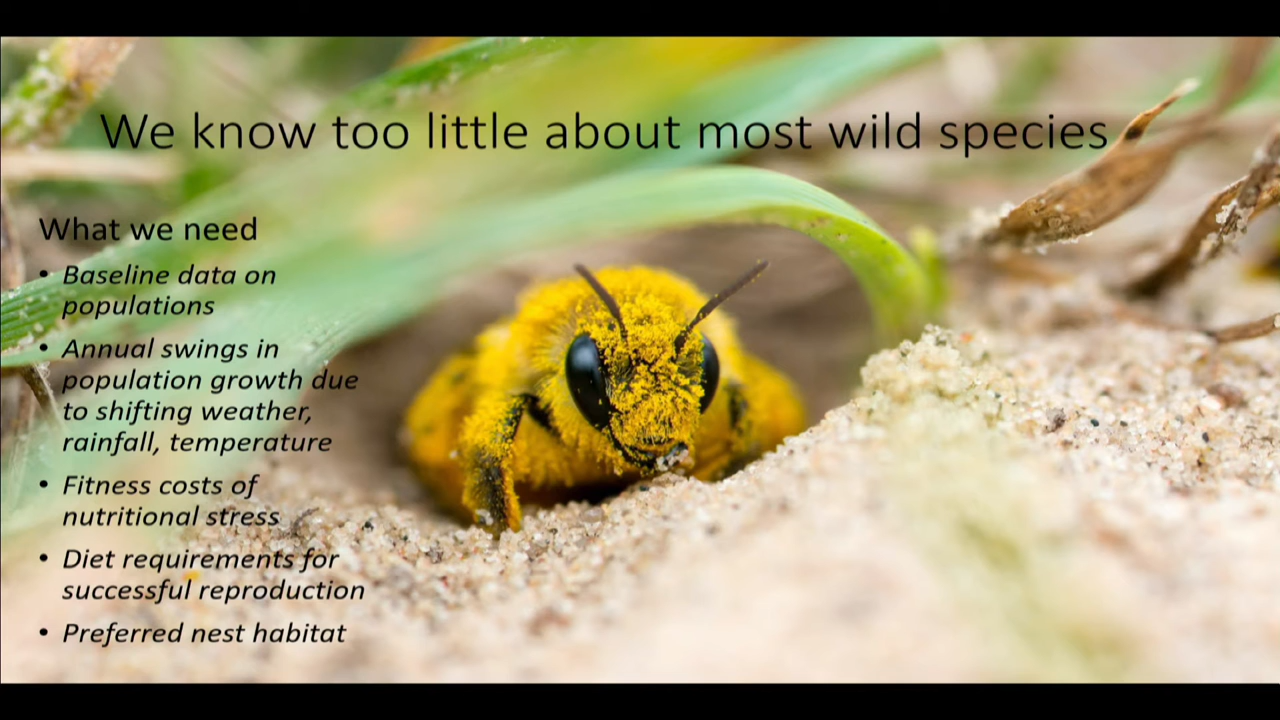 We know too little about most wild species
What we need
• Baseline data on
populations
• Annual swings in
population growth due
to shifting weather,
rainfall, temperature
• Fitness costs of
nutritional stress
• Diet requirements for
successful reproduction
• Preferred nest habitat